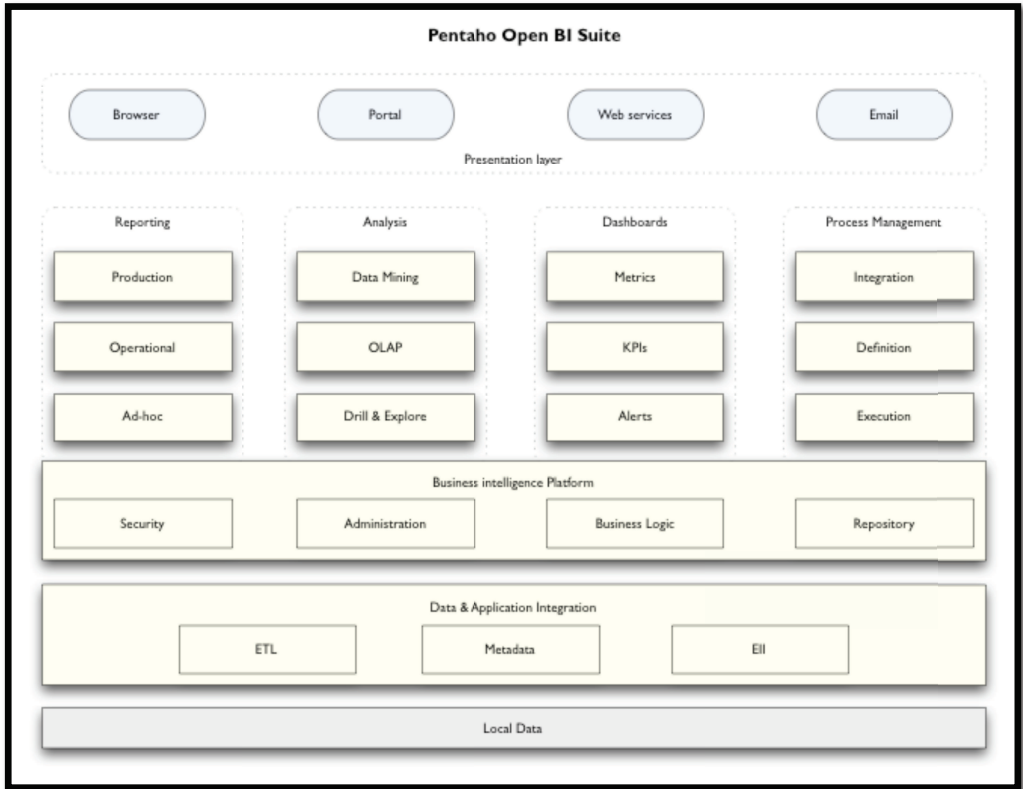 Pentaho Open BI Suite
Browser
Portal
Web services
Email
Presentation layer
Reporting
Analysis
Dashboards
Process Management
Production
Data Mining
Metrics
Integration
Operational
OLAP
KPIs
Definition
Ad-hoc
Drill & Explore
Alerts
Execution
Business intelligence Platform
Security
Administration
Business Logic
Repository
Data & Application Integration
ETL
Metadata
EII
Local Data